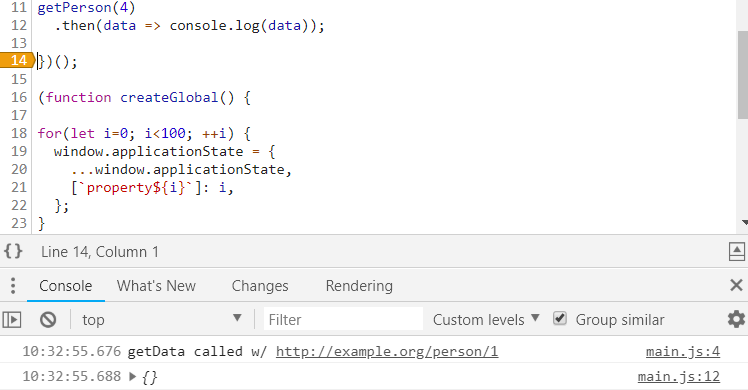 11 getPerson(4)
12   .then(data => console.log(data));
13
14 })();
15
16 (function createGlobal() {
17
18 for(let i=0; i<100; ++i) {
19   window.applicationState = {
20     ...window.applicationState,
21     [`property${i}`]: i,
22   };
23 }
{} Line 14, Column 1
Console What's New Changes Rendering
top Filter Custom levels Group similar
10:32:55.676 getData called w/ http://example.org/person/1 main.js:4
10:32:55.688 {} main.js:12